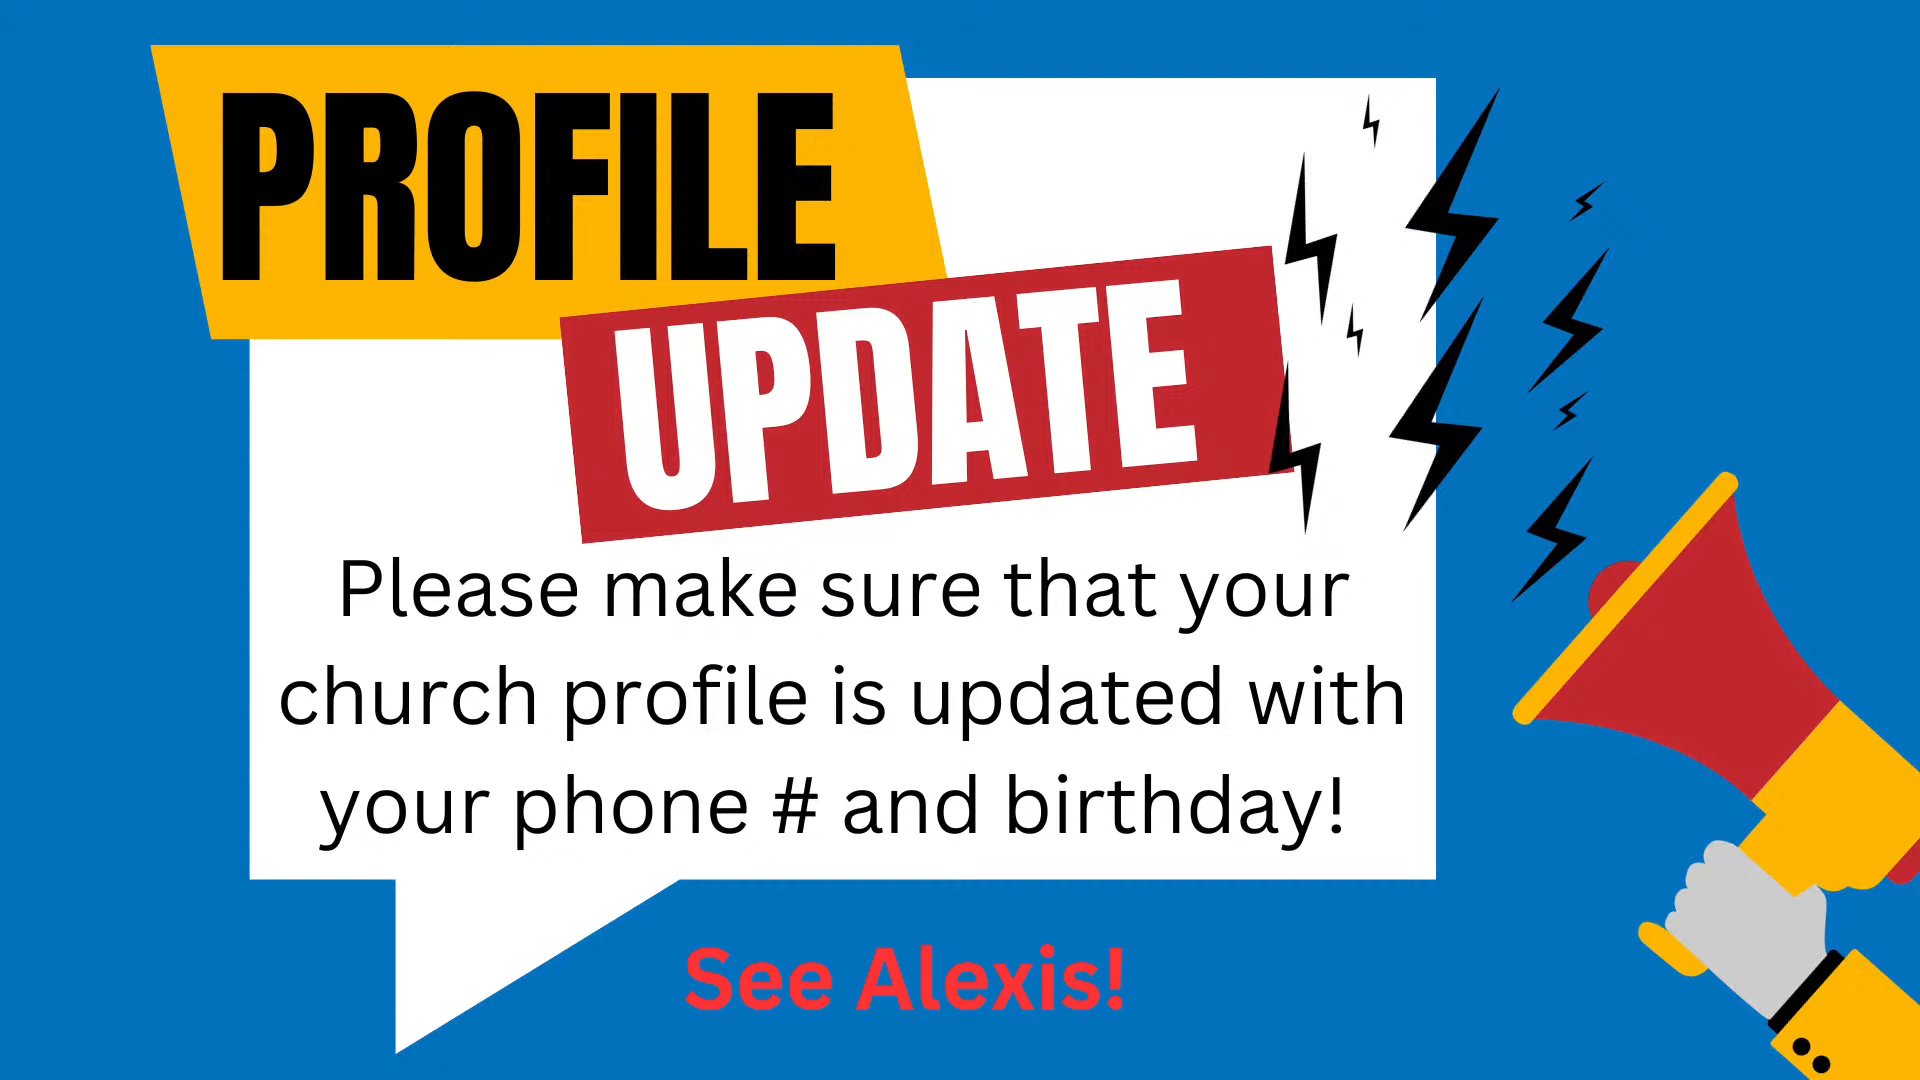 PROFILE
UPDATE
Please make sure that your
church profile is updated with
your phone # and birthday!
See Alexis!